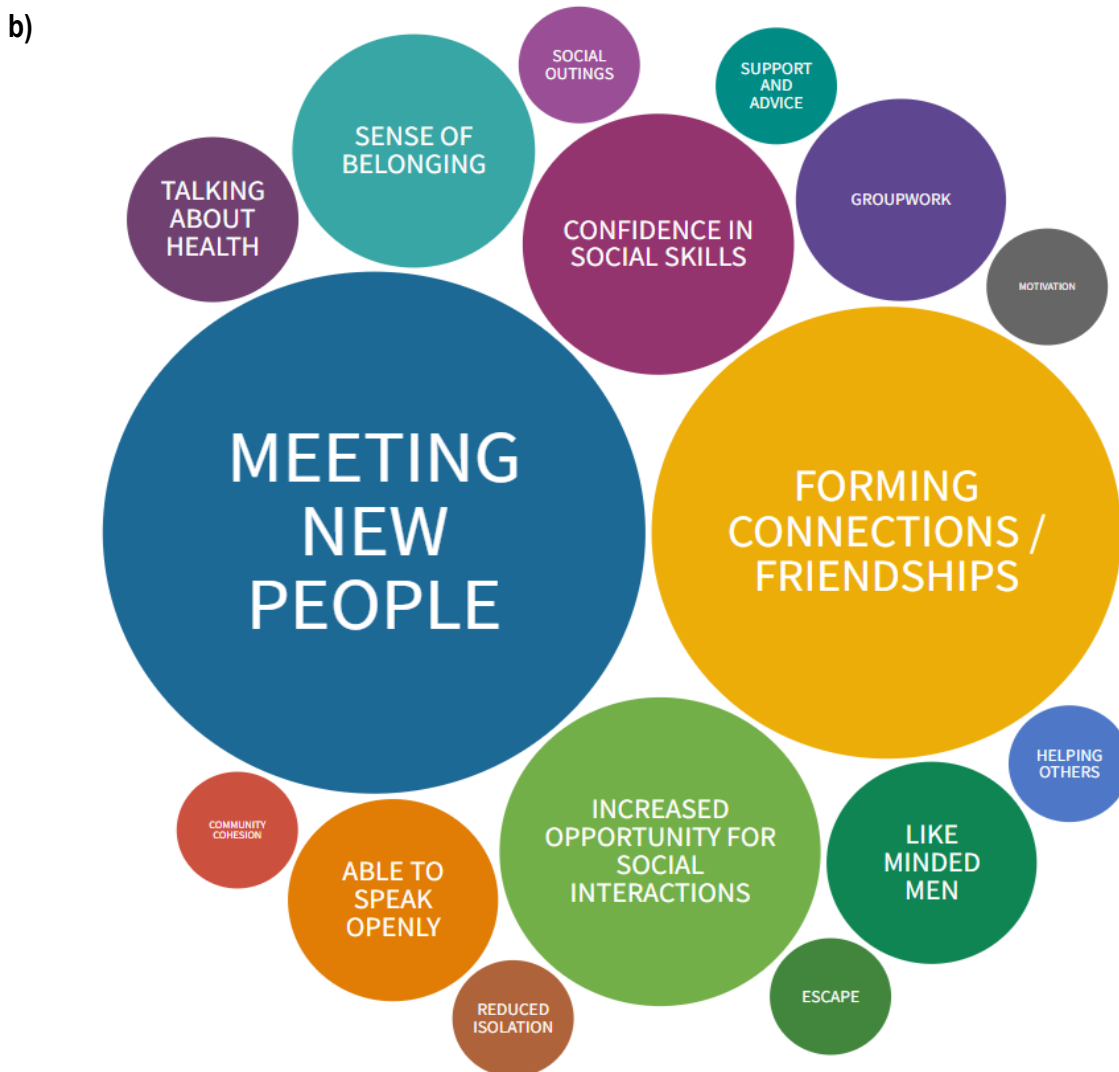 b)
SOCIAL
OUTINGS
SUPPORT
AND
ADVICE
SENSE OF
BELONGING
TALKING
ABOUT
HEALTH
CONFIDENCE IN
SOCIAL SKILLS
GROUPWORK
MOTIVATION
MEETING
NEW
PEOPLE
FORMING
CONNECTIONS /
FRIENDSHIPS
HELPING
OTHERS
COMMUNITY
COHESION
INCREASED
OPPORTUNITY FOR
SOCIAL
INTERACTIONS
LIKE
MINDED
MEN
ABLE TO
SPEAK
OPENLY
ESCAPE
REDUCED
ISOLATION